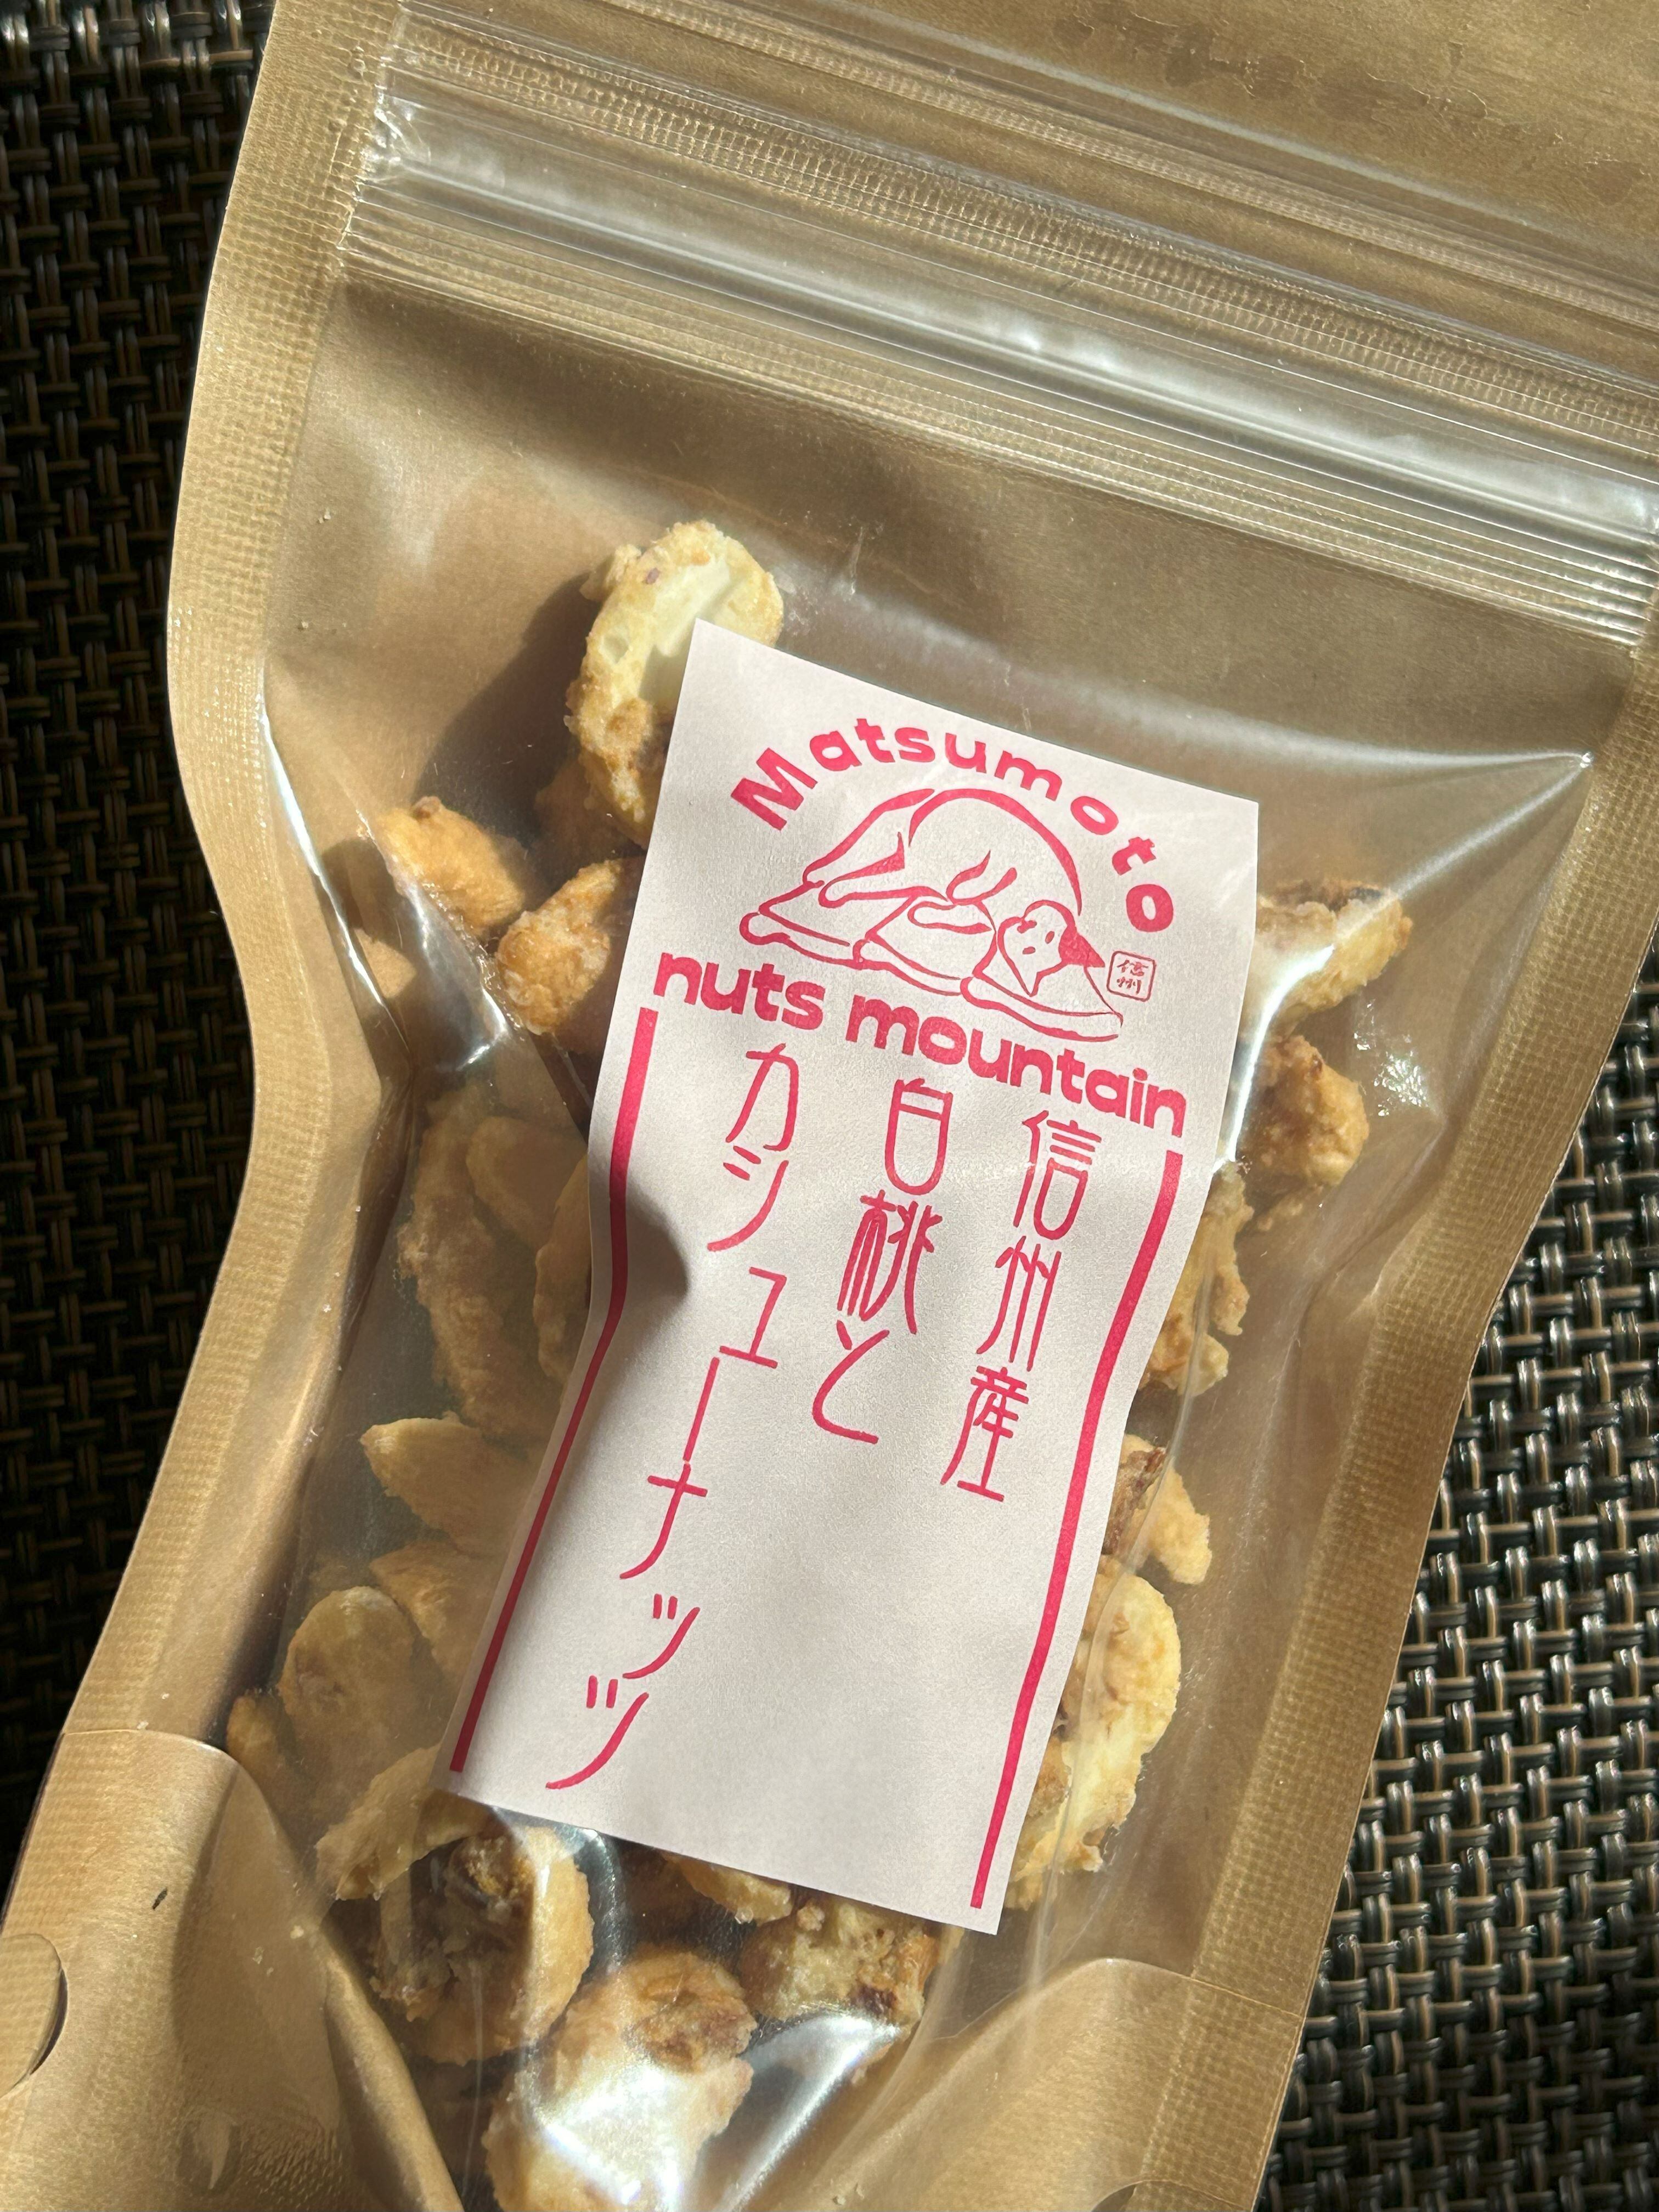 Matsumoto
信州
nuts mountain
信州産
白桃と
カシューナッツ